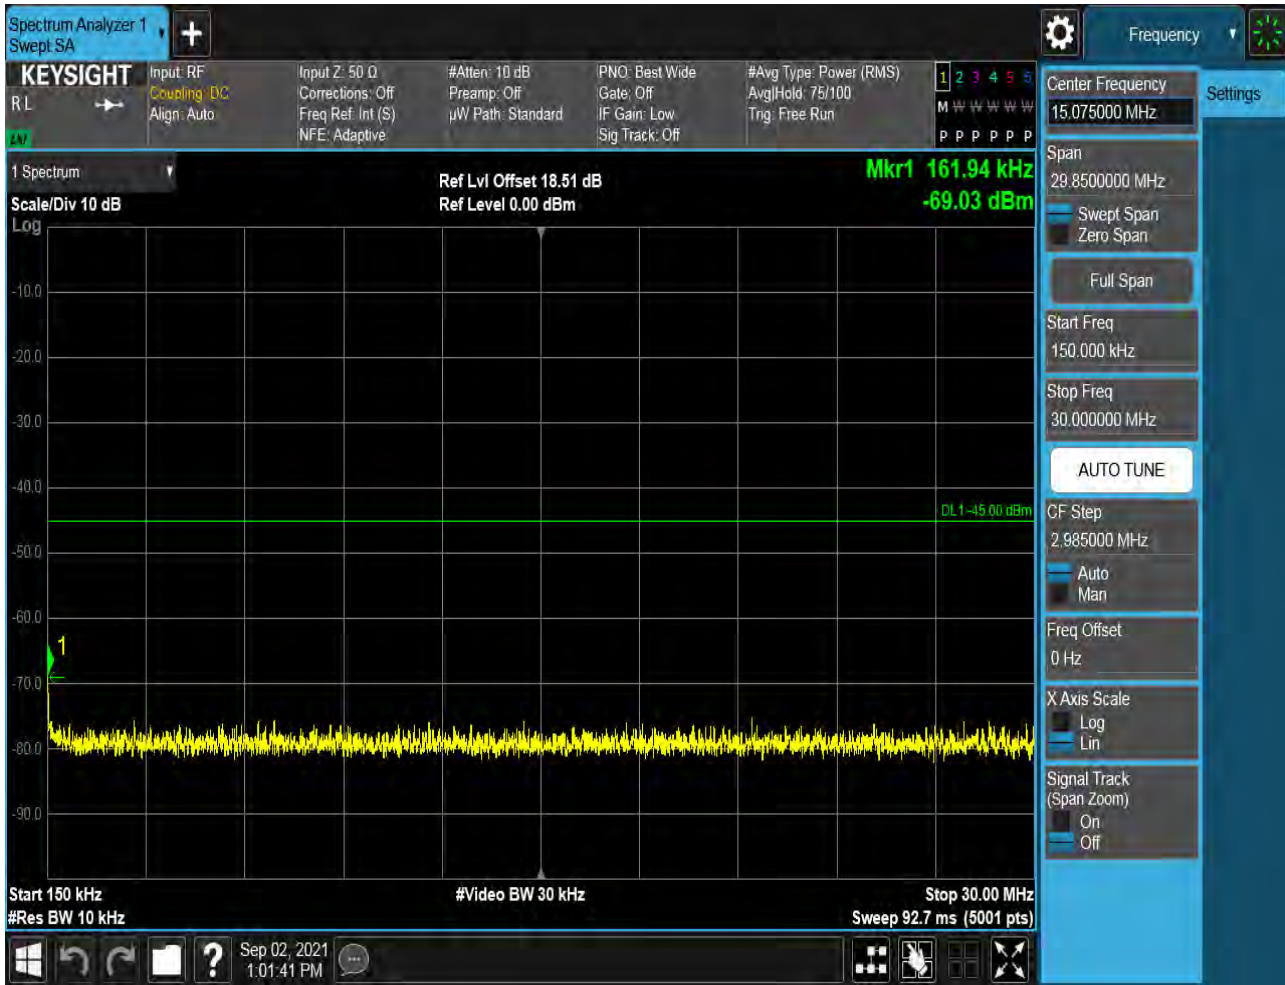 Spectrum Analyzer 1
Swept SA
+
Frequency
KEYSIGHT
R L
LXI
Input: RF
Coupling: DC
Align: Auto
Input Z: 50 Ω
Corrections: Off
Freq Ref: Int (S)
NFE: Adaptive
#Atten: 10 dB
Preamp: Off
µW Path: Standard
PNO: Best Wide
Gate: Off
IF Gain: Low
Sig Track: Off
#Avg Type: Power (RMS)
Avg|Hold: 75/100
Trig: Free Run
1 2 3 4 5 6
M W W W W W
P P P P P P
1 Spectrum
Scale/Div 10 dB
Log
Ref Lvl Offset 18.51 dB
Ref Level 0.00 dBm
Mkr1 161.94 kHz
-69.03 dBm
-10.0
-20.0
-30.0
-40.0
DL1 -45.00 dBm
-50.0
-60.0
1
-70.0
-80.0
-90.0
Start 150 kHz
#Res BW 10 kHz
#Video BW 30 kHz
Stop 30.00 MHz
Sweep 92.7 ms (5001 pts)
Center Frequency
15.075000 MHz
Settings
Span
29.8500000 MHz
Swept Span
Zero Span
Full Span
Start Freq
150.000 kHz
Stop Freq
30.000000 MHz
AUTO TUNE
CF Step
2.985000 MHz
Auto
Man
Freq Offset
0 Hz
X Axis Scale
Log
Lin
Signal Track
(Span Zoom)
On
Off
?
Sep 02, 2021
1:01:41 PM